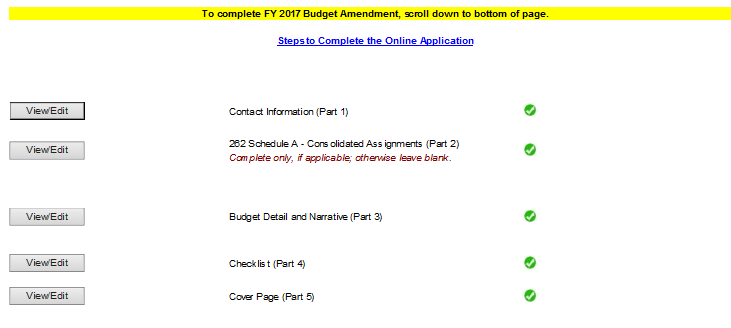 To complete FY 2017 Budget Amendment, scroll down to bottom of page.
Steps to Complete the Online Application
View/Edit Contact Information (Part 1)
View/Edit 262 Schedule A - Consolidated Assignments (Part 2)
Complete only, if applicable; otherwise leave blank.
View/Edit Budget Detail and Narrative (Part 3)
View/Edit Checklist (Part 4)
View/Edit Cover Page (Part 5)